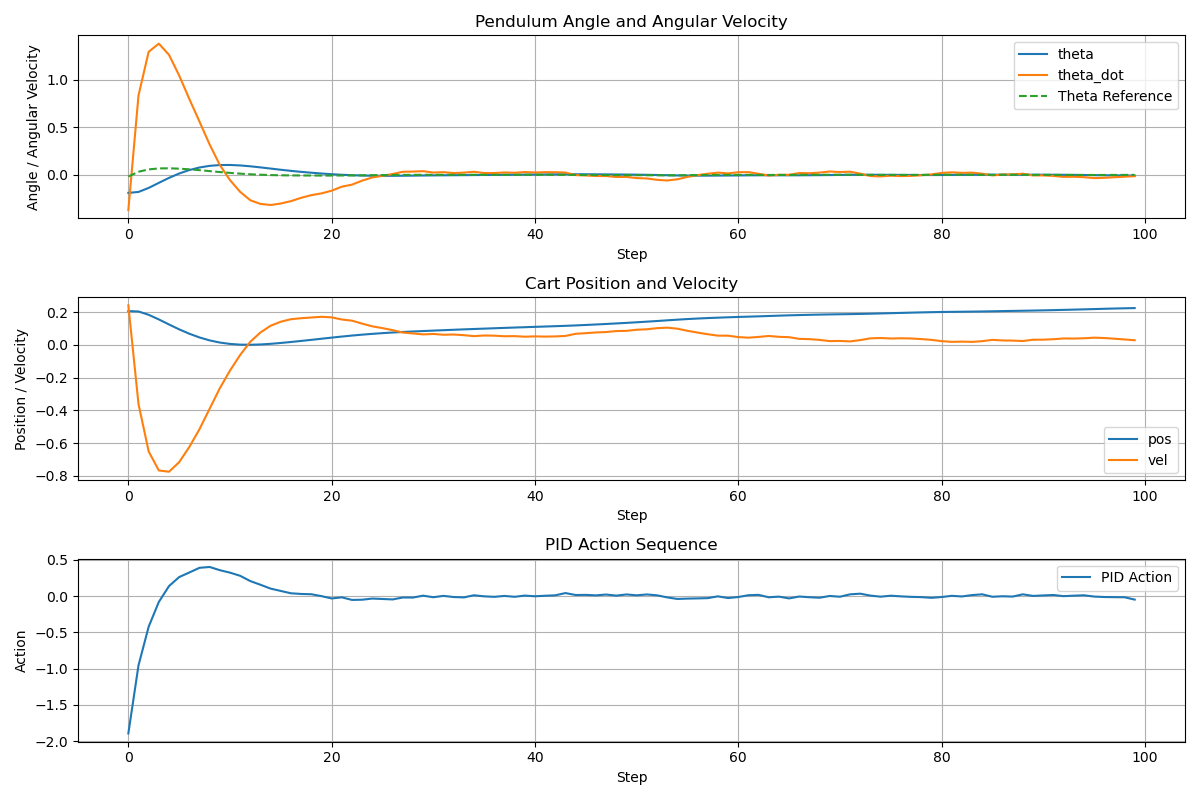 Pendulum Angle and Angular Velocity
Angle / Angular Velocity
1.0
0.5
0.0
theta
theta_dot
Theta Reference
0 20 40 60 80 100
Step
Cart Position and Velocity
Position / Velocity
0.2
0.0
−0.2
−0.4
−0.6
−0.8
pos
vel
0 20 40 60 80 100
Step
PID Action Sequence
Action
0.5
0.0
−0.5
−1.0
−1.5
−2.0
PID Action
0 20 40 60 80 100
Step